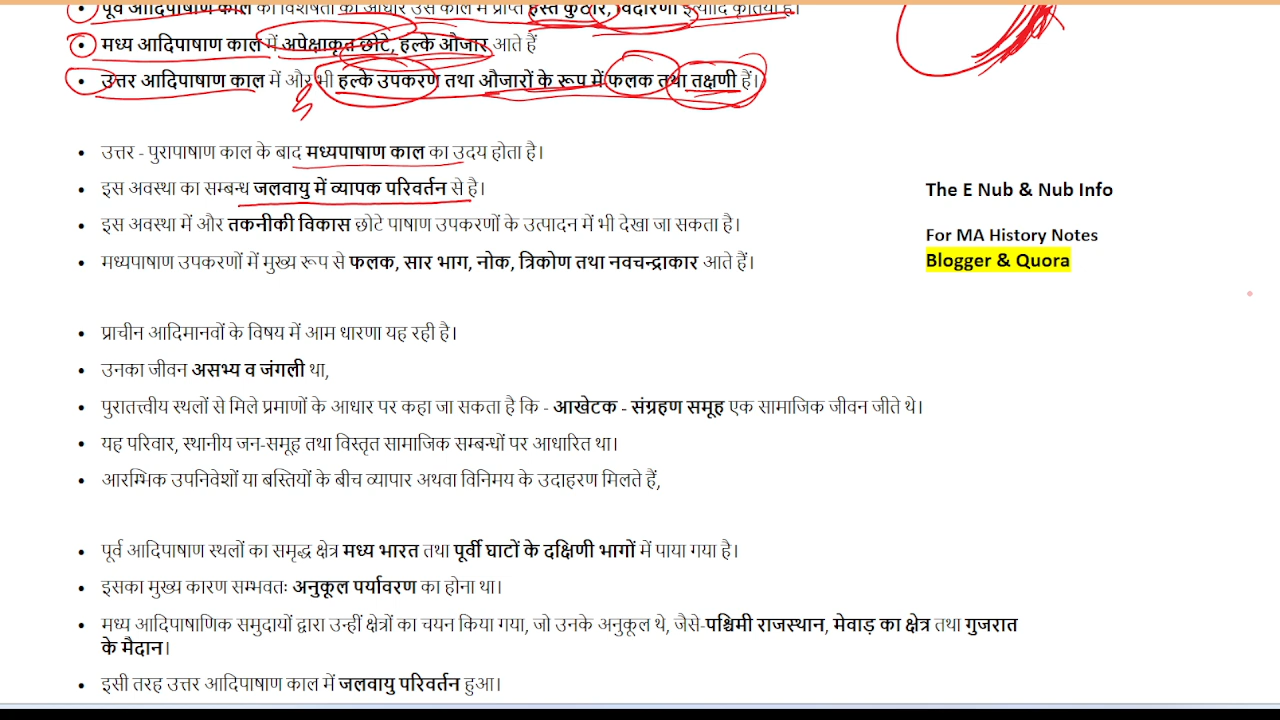 पूर्व आदिपाषाण काल की विशेषता का आधार उस काल में प्राप्त हस्त कुठार, विदारणी इत्यादि कृतियाँ हैं।
मध्य आदिपाषाण काल में अपेक्षाकृत छोटे, हल्के औजार आते हैं
उत्तर आदिपाषाण काल में और भी हल्के उपकरण तथा औजारों के रूप में फलक तथा तक्षणी हैं।
उत्तर - पुरापाषाण काल के बाद मध्यपाषाण काल का उदय होता है।
इस अवस्था का सम्बन्ध जलवायु में व्यापक परिवर्तन से है।
इस अवस्था में और तकनीकी विकास छोटे पाषाण उपकरणों के उत्पादन में भी देखा जा सकता है।
मध्यपाषाण उपकरणों में मुख्य रूप से फलक, सार भाग, नोक, त्रिकोण तथा नवचन्द्राकार आते हैं।
The E Nub & Nub Info
For MA History Notes
Blogger & Quora
प्राचीन आदिमानवों के विषय में आम धारणा यह रही है।
उनका जीवन असभ्य व जंगली था,
पुरातत्त्वीय स्थलों से मिले प्रमाणों के आधार पर कहा जा सकता है कि - आखेटक - संग्रहण समूह एक सामाजिक जीवन जीते थे।
यह परिवार, स्थानीय जन-समूह तथा विस्तृत सामाजिक सम्बन्धों पर आधारित था।
आरम्भिक उपनिवेशों या बस्तियों के बीच व्यापार अथवा विनिमय के उदाहरण मिलते हैं,
पूर्व आदिपाषाण स्थलों का समृद्ध क्षेत्र मध्य भारत तथा पूर्वी घाटों के दक्षिणी भागों में पाया गया है।
इसका मुख्य कारण सम्भवतः अनुकूल पर्यावरण का होना था।
मध्य आदिपाषाणिक समुदायों द्वारा उन्हीं क्षेत्रों का चयन किया गया, जो उनके अनुकूल थे, जैसे-पश्चिमी राजस्थान, मेवाड़ का क्षेत्र तथा गुजरात
के मैदान।
इसी तरह उत्तर आदिपाषाण काल में जलवायु परिवर्तन हुआ।